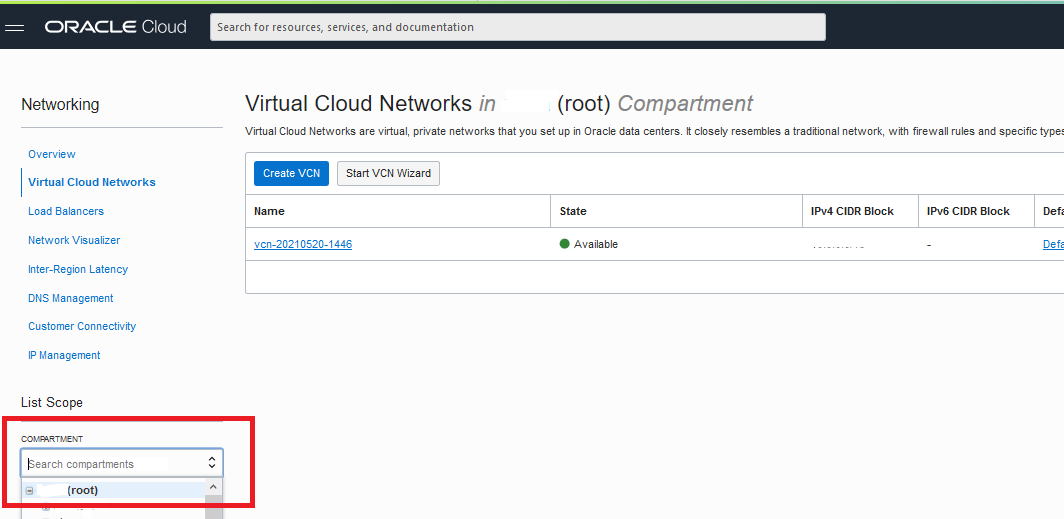 ORACLE Cloud
Search for resources, services, and documentation
Networking
Overview
Virtual Cloud Networks
Load Balancers
Network Visualizer
Inter-Region Latency
DNS Management
Customer Connectivity
IP Management
List Scope
COMPARTMENT
Search compartments
(root)
Virtual Cloud Networks in (root) Compartment
Virtual Cloud Networks are virtual, private networks that you set up in Oracle data centers. It closely resembles a traditional network, with firewall rules and specific types
Create VCN
Start VCN Wizard
Name State IPv4 CIDR Block IPv6 CIDR Block Defa
vcn-20210520-1446 Available - Defa